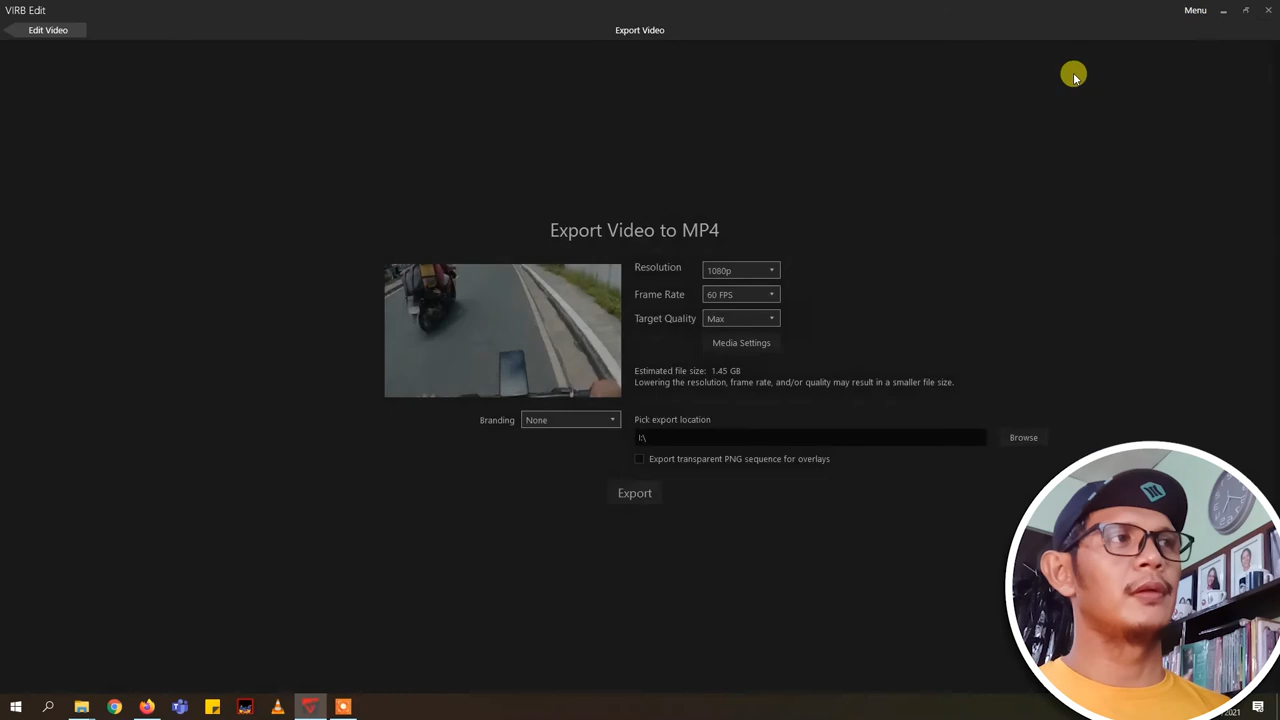 VIRB Edit
Menu
Edit Video
Export Video
Export Video to MP4
Resolution
1080p
Frame Rate
60 FPS
Target Quality
Max
Media Settings
Estimated file size: 1.45 GB
Lowering the resolution, frame rate, and/or quality may result in a smaller file size.
Branding
None
Pick export location
I:\
Browse
Export transparent PNG sequence for overlays
Export
2021